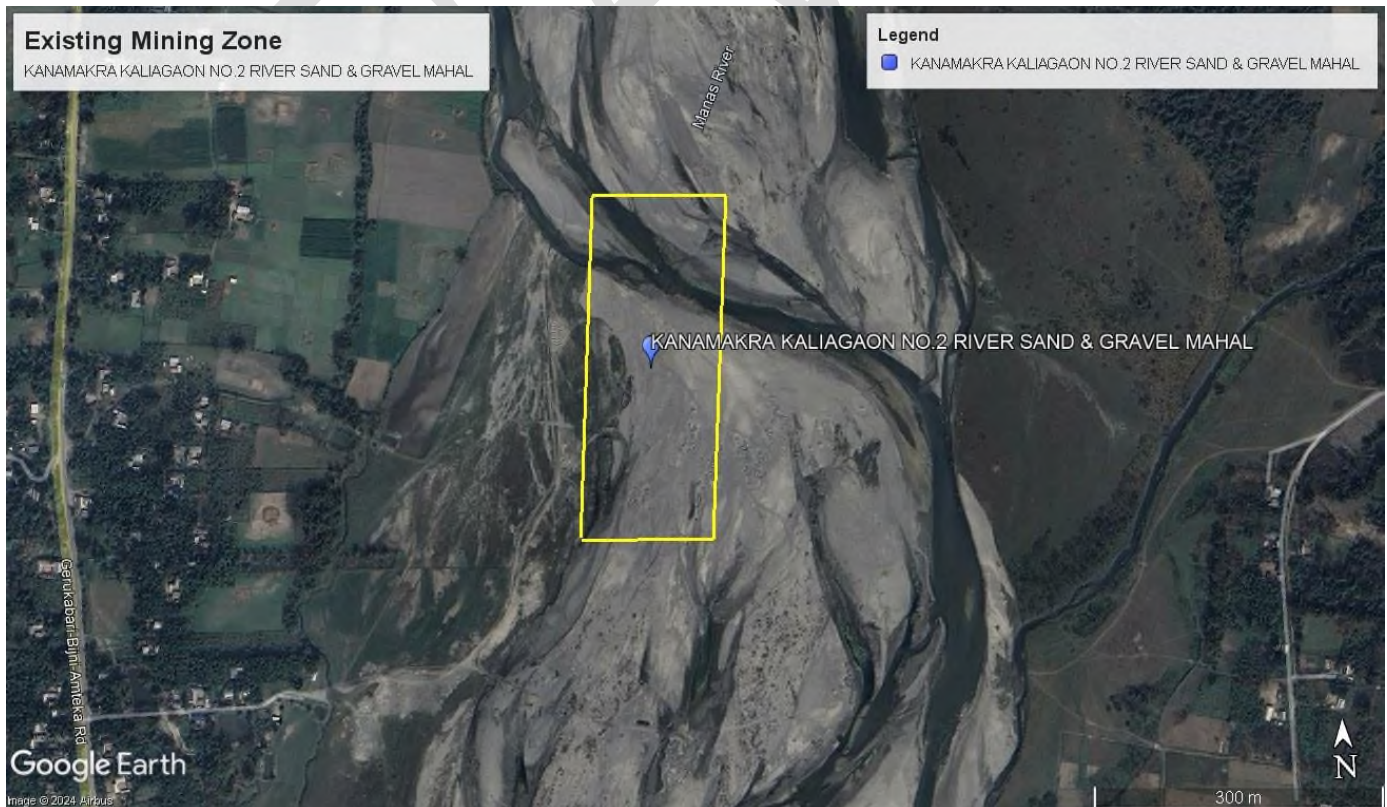 Existing Mining Zone
KANAMAKRA KALIAGAON NO.2 RIVER SAND & GRAVEL MAHAL
Legend
KANAMAKRA KALIAGAON NO.2 RIVER SAND & GRAVEL MAHAL
Manas River
KANAMAKRA KALIAGAON NO.2 RIVER SAND & GRAVEL MAHAL
Gerukabari-Bijni-Amteka Rd
Google Earth
Image © 2024 Airbus
N
300 m